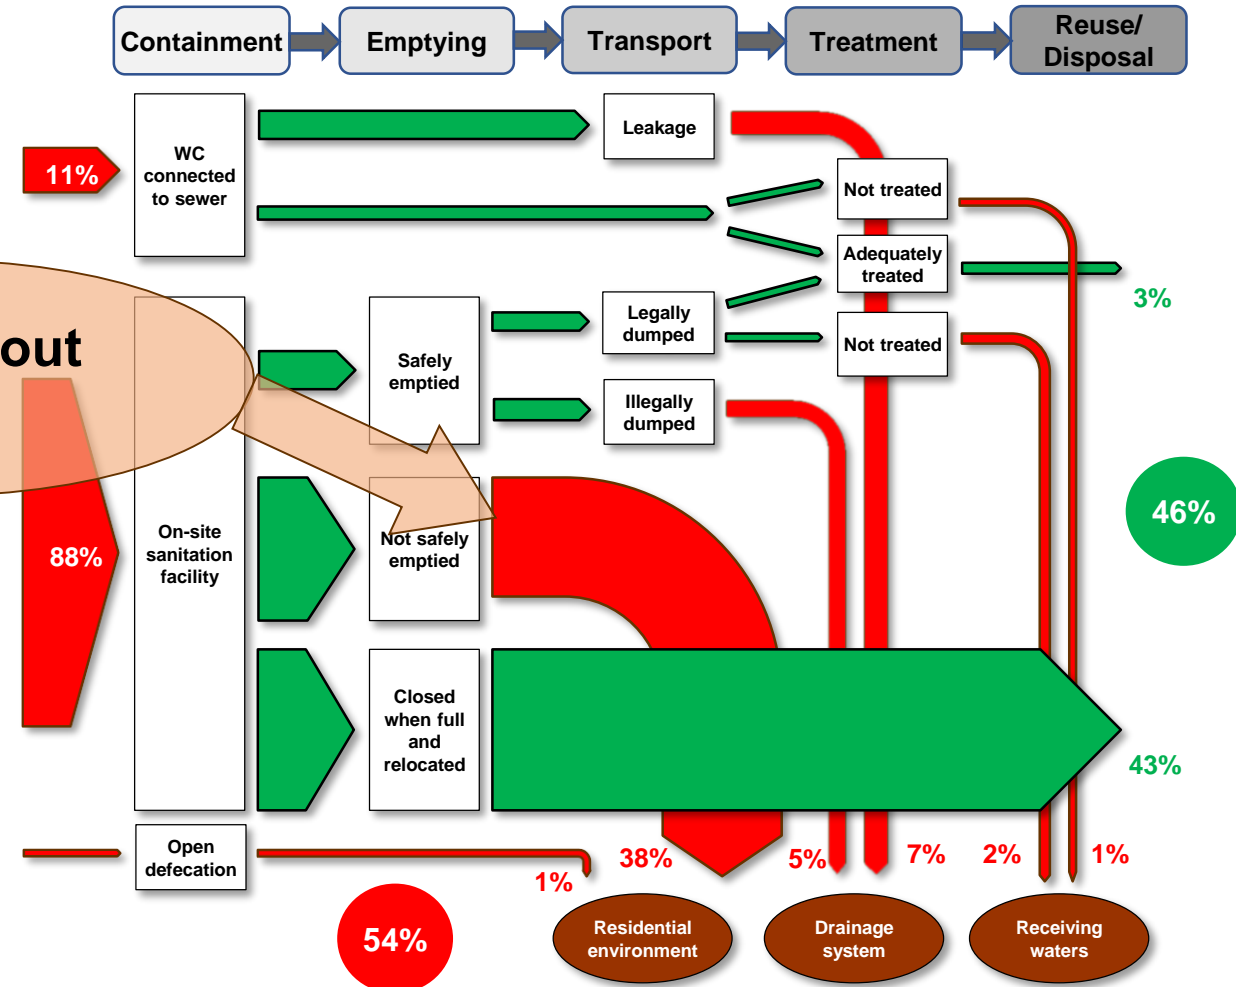 Containment
Emptying
Transport
Treatment
Reuse/
Disposal
WC
connected
to sewer
Leakage
11%
Not treated
Adequately
treated
3%
Legally
dumped
Not treated
out
Safely
emptied
Illegally
dumped
46%
88%
On-site
sanitation
facility
Not safely
emptied
Closed
when full
and
relocated
43%
Open
defecation
1%
38%
5%
7%
2%
1%
54%
Residential
environment
Drainage
system
Receiving
waters